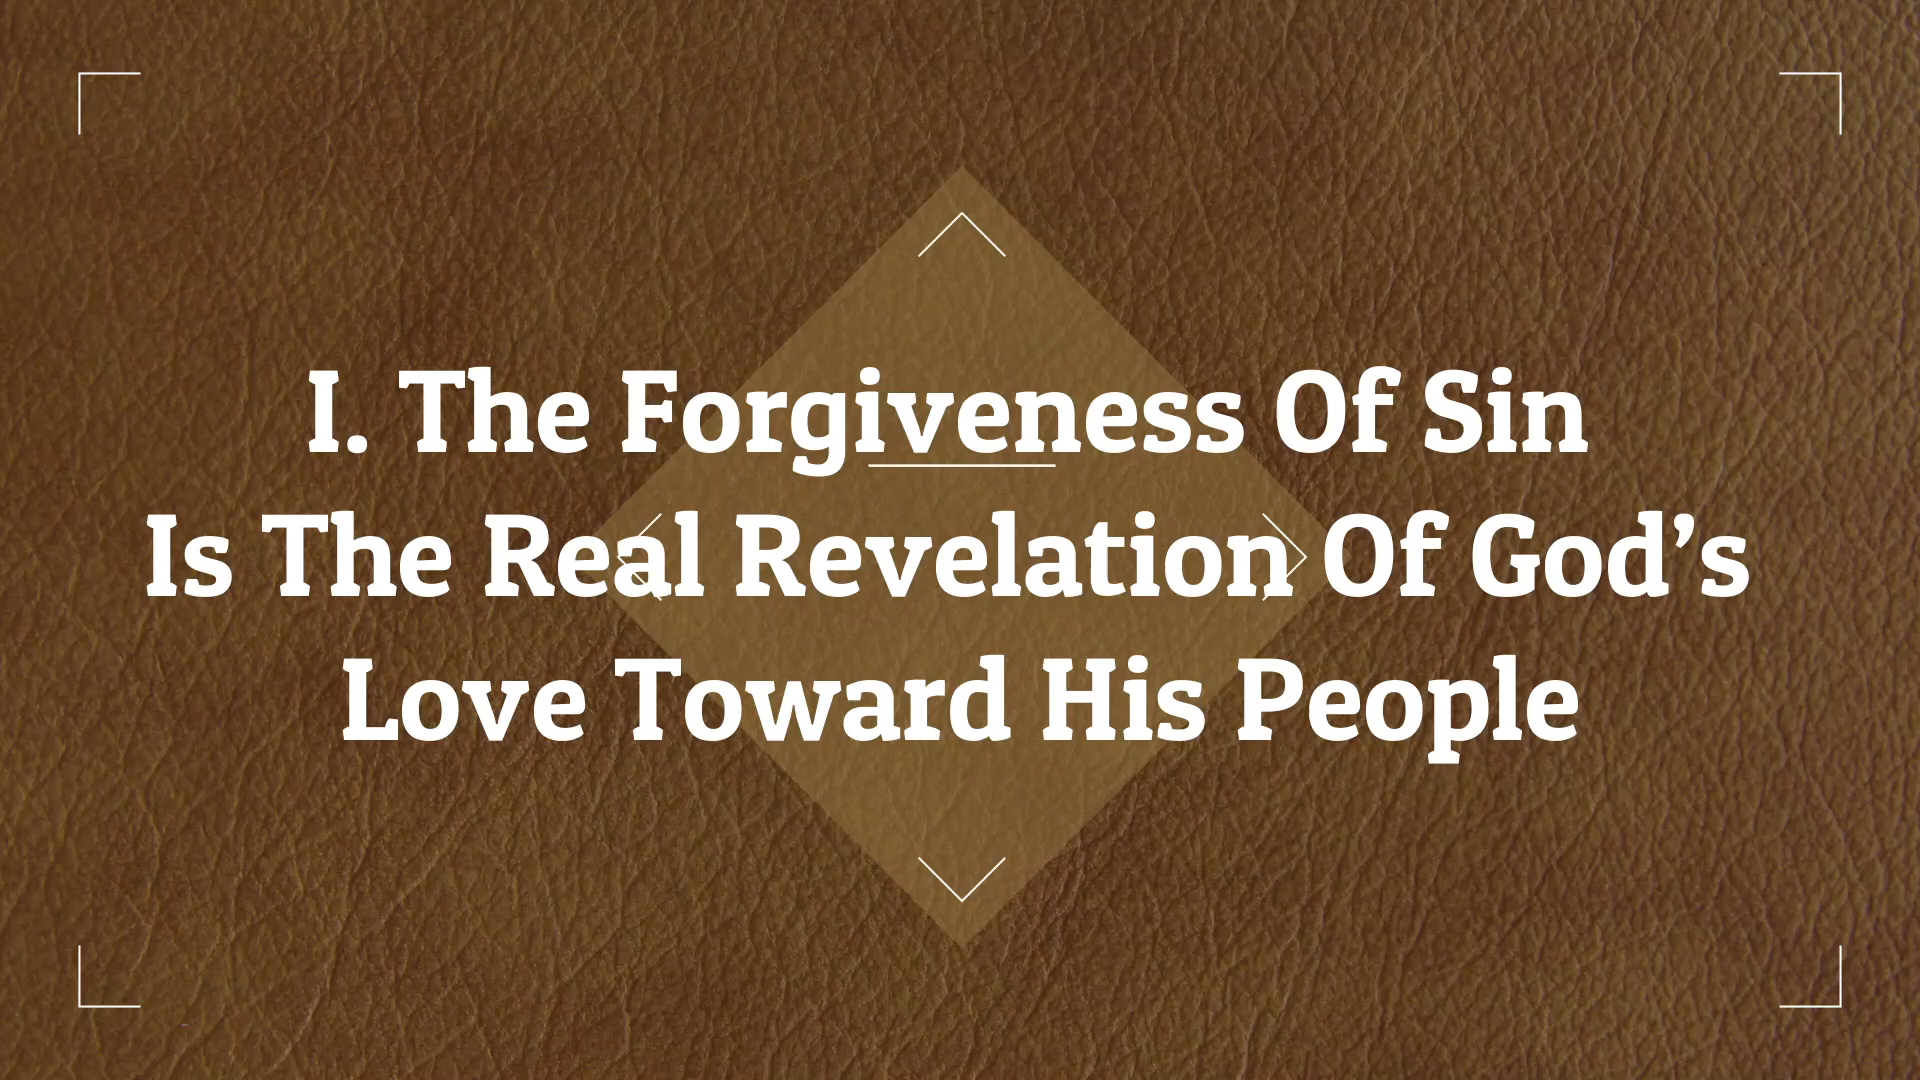 I. The Forgiveness Of Sin
Is The Real Revelation Of God’s
Love Toward His People